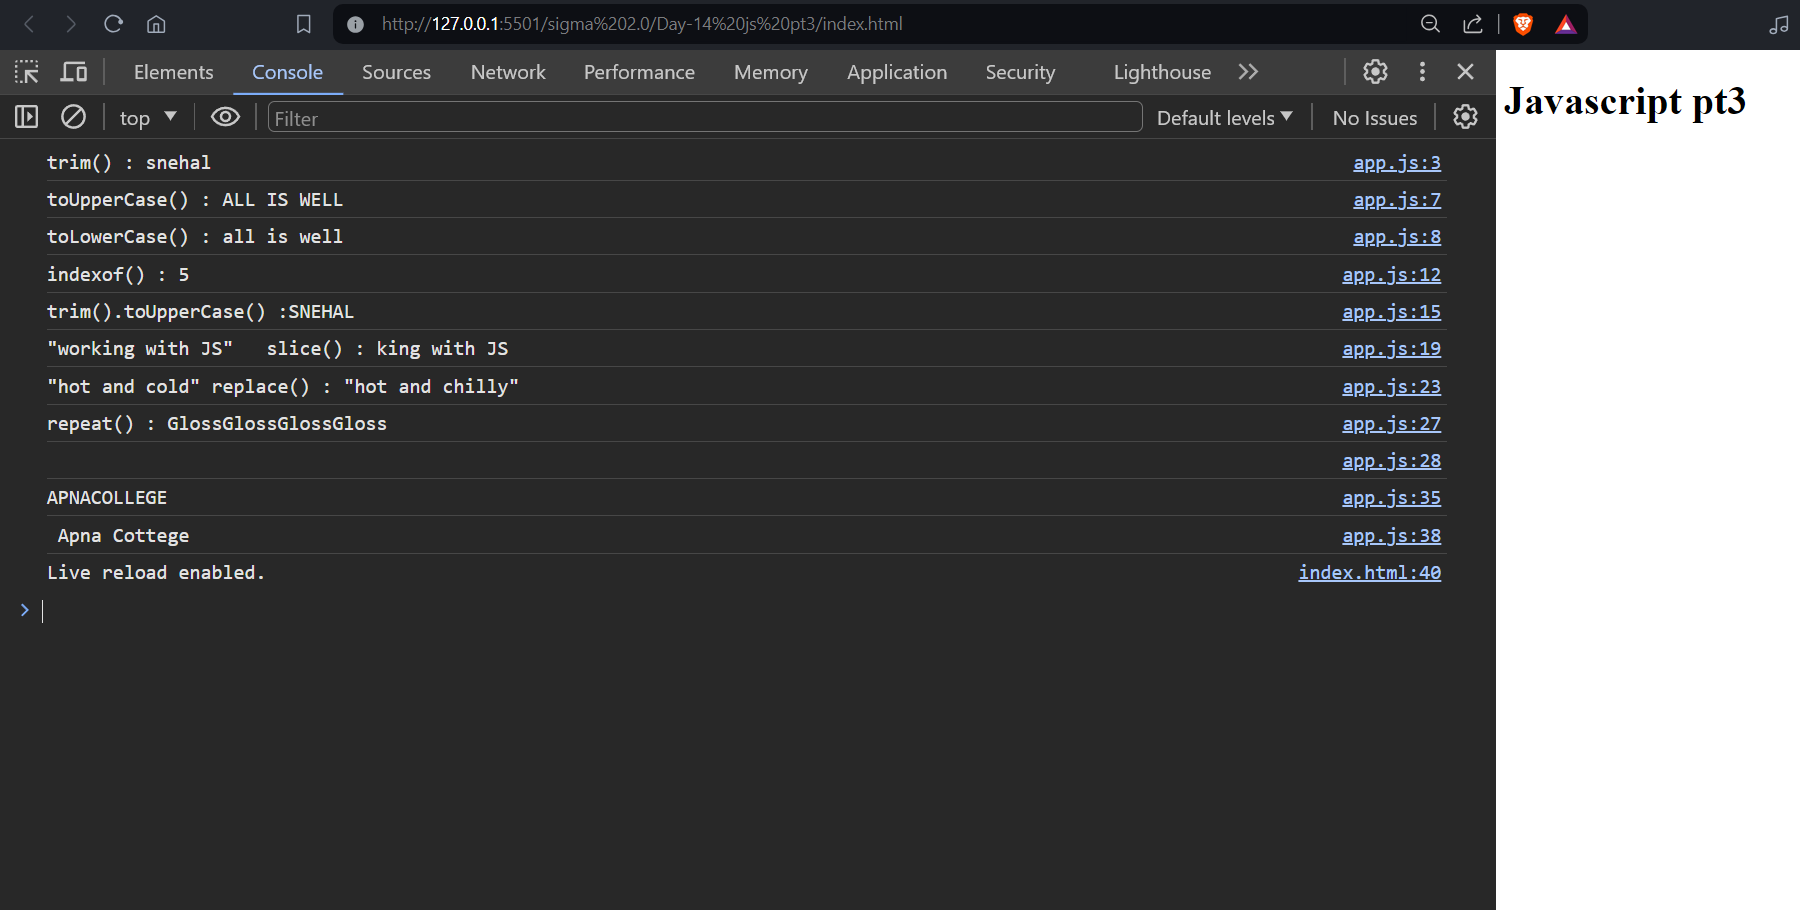 http://127.0.0.1:5501/sigma%202.0/Day-14%20js%20pt3/index.html
Elements Console Sources Network Performance Memory Application Security Lighthouse
top Filter Default levels No Issues
Javascript pt3
trim() : snehal app.js:3
toUpperCase() : ALL IS WELL app.js:7
toLowerCase() : all is well app.js:8
indexof() : 5 app.js:12
trim().toUpperCase() :SNEHAL app.js:15
"working with JS"   slice() : king with JS app.js:19
"hot and cold" replace() : "hot and chilly" app.js:23
repeat() : GlossGlossGlossGloss app.js:27
app.js:28
APNACOLLEGE app.js:35
Apna Cottege app.js:38
Live reload enabled. index.html:40